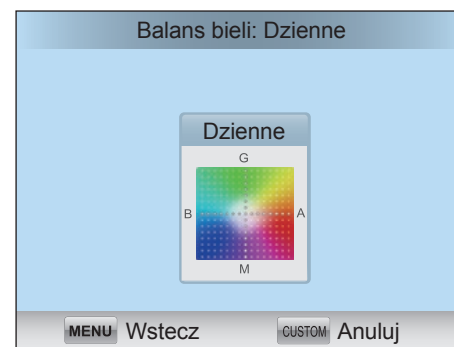 Balans bieli: Dzienne
Dzienne
G
B A
M
MENU Wstecz CUSTOM Anuluj